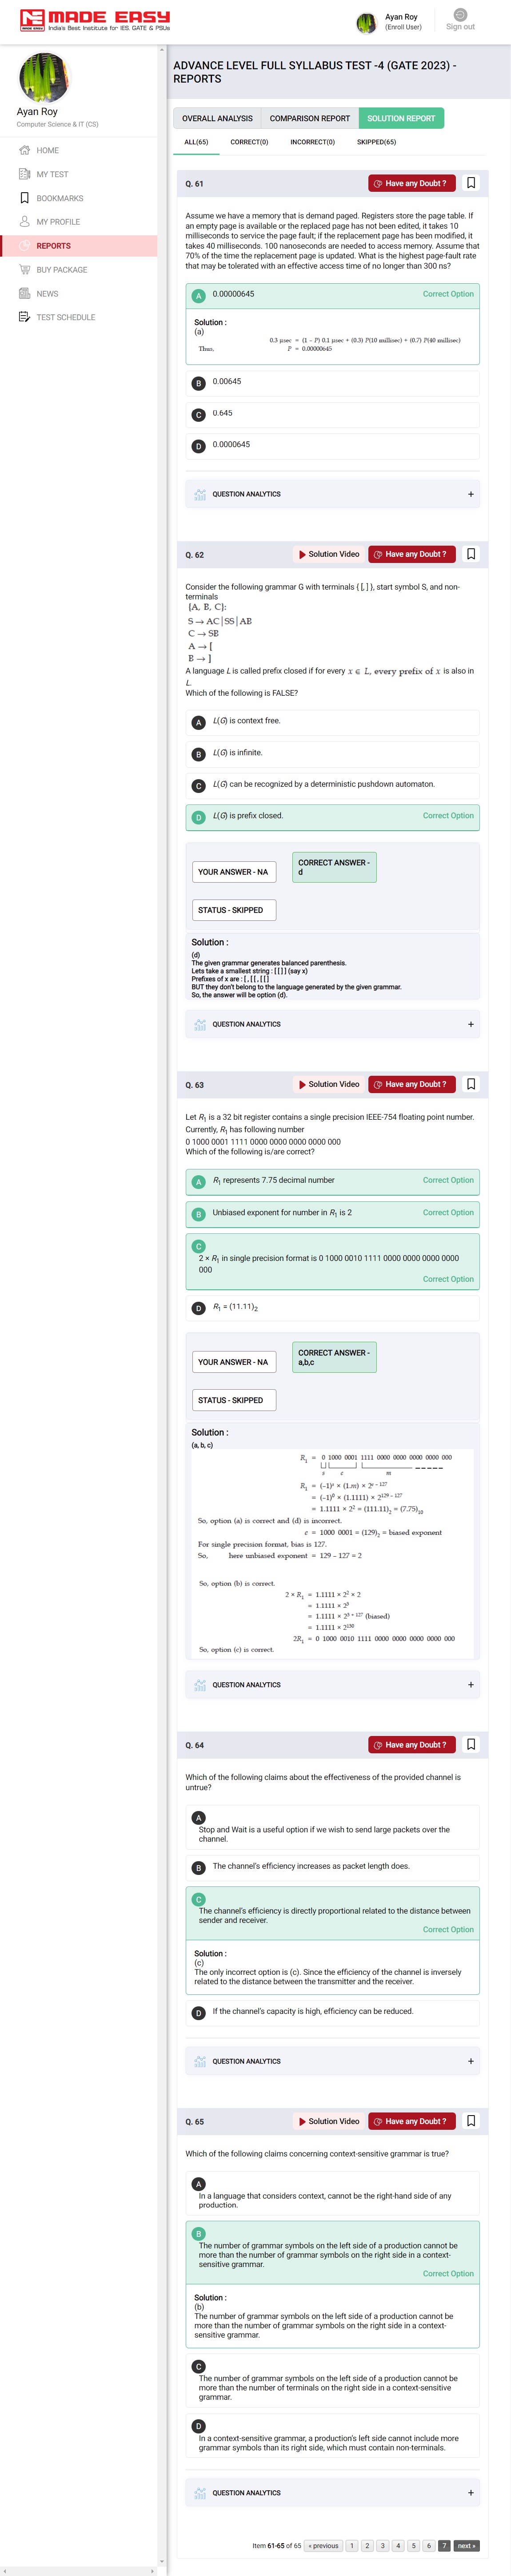 MADE EASY
India's Best Institute for IES, GATE & PSUs
Ayan Roy
(Enroll User)
Sign out
Ayan Roy
Computer Science & IT (CS)
HOME
MY TEST
BOOKMARKS
MY PROFILE
REPORTS
BUY PACKAGE
NEWS
TEST SCHEDULE
ADVANCE LEVEL FULL SYLLABUS TEST -4 (GATE 2023) -
REPORTS
OVERALL ANALYSIS COMPARISON REPORT SOLUTION REPORT
ALL(65) CORRECT(0) INCORRECT(0) SKIPPED(65)
Q. 61 Have any Doubt ?
Assume we have a memory that is demand paged. Registers store the page table. If
an empty page is available or the replaced page has not been edited, it takes 10
milliseconds to service the page fault; if the replacement page has been modified, it
takes 40 milliseconds. 100 nanoseconds are needed to access memory. Assume that
70% of the time the replacement page is updated. What is the highest page-fault rate
that may be tolerated with an effective access time of no longer than 300 ns?
A 0.00000645 Correct Option
Solution :
(a)
0.3 μsec = (1 – P) 0.1 μsec + (0.3) P(10 millisec) + (0.7) P(40 millisec)
Thus, P = 0.00000645
B 0.00645
C 0.645
D 0.0000645
QUESTION ANALYTICS +
Q. 62 Solution Video Have any Doubt ?
Consider the following grammar G with terminals { [, ] }, start symbol S, and non-
terminals
{A, B, C}:
S → AC | SS | AB
C → SB
A → [
B → ]
A language L is called prefix closed if for every x ∈ L, every prefix of x is also in
L.
Which of the following is FALSE?
A L(G) is context free.
B L(G) is infinite.
C L(G) can be recognized by a deterministic pushdown automaton.
D L(G) is prefix closed. Correct Option
YOUR ANSWER - NA
CORRECT ANSWER -
d
STATUS - SKIPPED
Solution :
(d)
The given grammar generates balanced parenthesis.
Lets take a smallest string : [ [ ] ] (say x)
Prefixes of x are : [ , [ [ , [ [ ]
BUT they don't belong to the language generated by the given grammar.
So, the answer will be option (d).
QUESTION ANALYTICS +
Q. 63 Solution Video Have any Doubt ?
Let R1 is a 32 bit register contains a single precision IEEE-754 floating point number.
Currently, R1 has following number
0 1000 0001 1111 0000 0000 0000 0000 000
Which of the following is/are correct?
A R1 represents 7.75 decimal number Correct Option
B Unbiased exponent for number in R1 is 2 Correct Option
C
2 × R1 in single precision format is 0 1000 0010 1111 0000 0000 0000 0000
000
Correct Option
D R1 = (11.11)2
YOUR ANSWER - NA
CORRECT ANSWER -
a,b,c
STATUS - SKIPPED
Solution :
(a, b, c)
R1 = 0 1000 0001 1111 0000 0000 0000 0000 000
s e m
R1 = (–1)^s × (1.m) × 2^(e – 127)
= (–1)^0 × (1.1111) × 2^(129 – 127)
= 1.1111 × 2^2 = (111.11)2 = (7.75)10
So, option (a) is correct and (d) is incorrect.
e = 1000 0001 = (129)2 = biased exponent
For single precision format, bias is 127.
So, here unbiased exponent = 129 – 127 = 2
So, option (b) is correct.
2 × R1 = 1.1111 × 2^2 × 2
= 1.1111 × 2^3
= 1.1111 × 2^(3 + 127) (biased)
= 1.1111 × 2^130
2R1 = 0 1000 0010 1111 0000 0000 0000 0000 000
So, option (c) is correct.
QUESTION ANALYTICS +
Q. 64 Have any Doubt ?
Which of the following claims about the effectiveness of the provided channel is
untrue?
A
Stop and Wait is a useful option if we wish to send large packets over the
channel.
B The channel's efficiency increases as packet length does.
C
The channel's efficiency is directly proportional related to the distance between
sender and receiver.
Correct Option
Solution :
(c)
The only incorrect option is (c). Since the efficiency of the channel is inversely
related to the distance between the transmitter and the receiver.
D If the channel's capacity is high, efficiency can be reduced.
QUESTION ANALYTICS +
Q. 65 Solution Video Have any Doubt ?
Which of the following claims concerning context-sensitive grammar is true?
A
In a language that considers context, cannot be the right-hand side of any
production.
B
The number of grammar symbols on the left side of a production cannot be
more than the number of grammar symbols on the right side in a context-
sensitive grammar.
Correct Option
Solution :
(b)
The number of grammar symbols on the left side of a production cannot be
more than the number of grammar symbols on the right side in a context-
sensitive grammar.
C
The number of grammar symbols on the left side of a production cannot be
more than the number of terminals on the right side in a context-sensitive
grammar.
D
In a context-sensitive grammar, a production's left side cannot include more
grammar symbols than its right side, which must contain non-terminals.
QUESTION ANALYTICS +
Item 61-65 of 65 « previous 1 2 3 4 5 6 7 next »